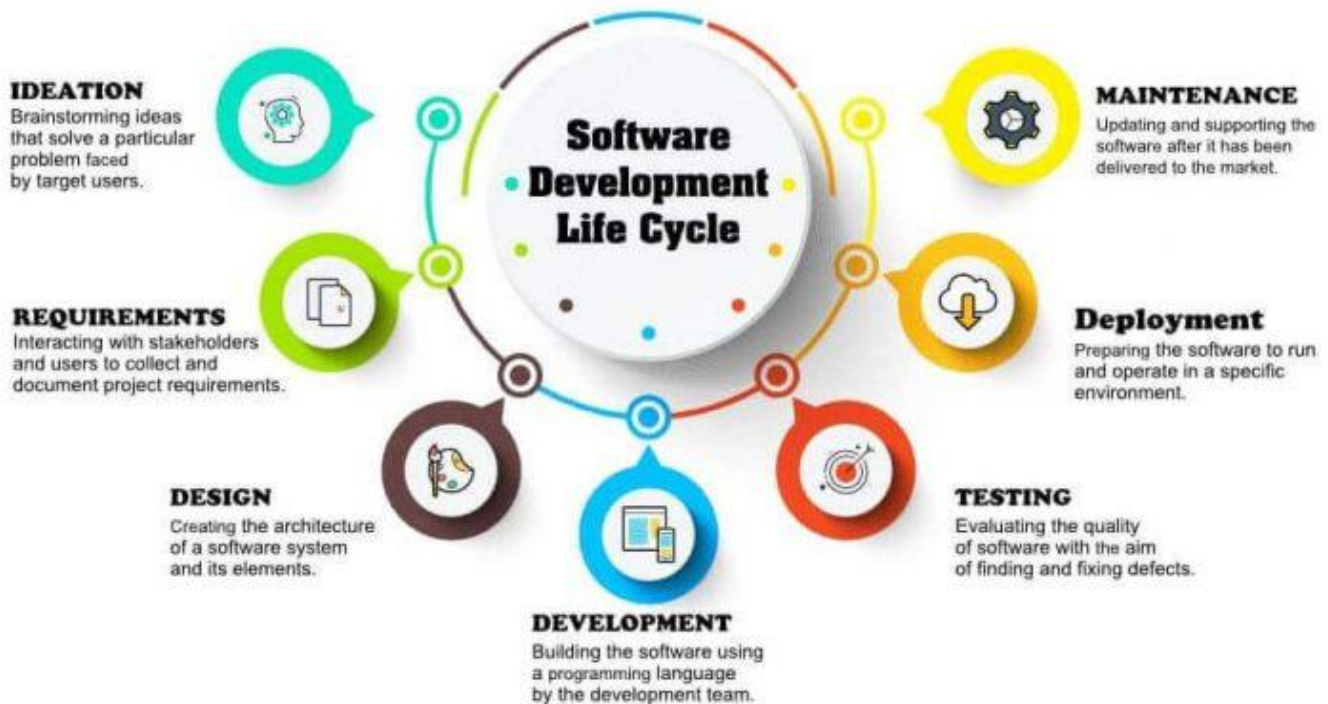 Software
Development
Life Cycle
IDEATION
Brainstorming ideas
that solve a particular
problem faced
by target users.
REQUIREMENTS
Interacting with stakeholders
and users to collect and
document project requirements.
DESIGN
Creating the architecture
of a software system
and its elements.
DEVELOPMENT
Building the software using
a programming language
by the development team.
TESTING
Evaluating the quality
of software with the aim
of finding and fixing defects.
Deployment
Preparing the software to run
and operate in a specific
environment.
MAINTENANCE
Updating and supporting the
software after it has been
delivered to the market.